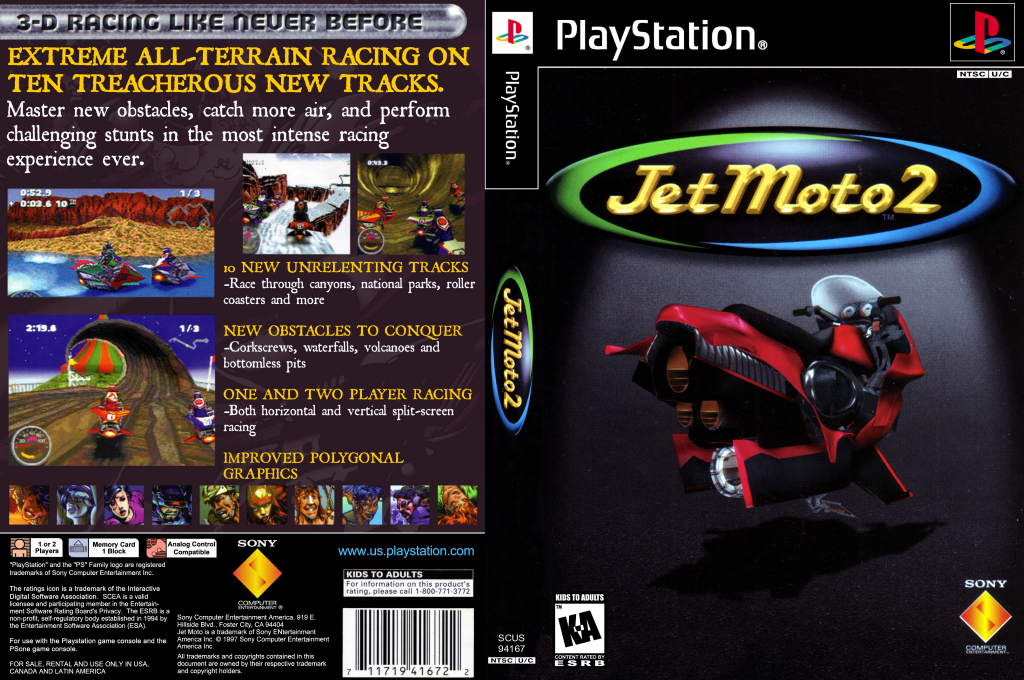 3-D RACING LIKE NEVER BEFORE
EXTREME ALL-TERRAIN RACING ON
TEN TREACHEROUS NEW TRACKS.
Master new obstacles, catch more air, and perform
challenging stunts in the most intense racing
experience ever.
0:52.9
0:03.6 10
1/3
0:43.3
10 NEW UNRELENTING TRACKS
-Race through canyons, national parks, roller
coasters and more
NEW OBSTACLES TO CONQUER
-Corkscrews, waterfalls, volcanoes and
bottomless pits
ONE AND TWO PLAYER RACING
-Both horizontal and vertical split-screen
racing
IMPROVED POLYGONAL
GRAPHICS
2:19.6
1/3
1 or 2
Players
Memory Card
1 Block
Analog Control
Compatible
"PlayStation" and the "PS" Family logo are registered
trademarks of Sony Computer Entertainment Inc.
The ratings icon is a trademark of the Interactive
Digital Software Association. SCEA is a valid
licensee and participating member in the Entertain-
ment Software Rating Board's Privacy. The ESRB is a
non-profit, self-regulatory body established in 1994 by
the Entertainment Software Association (ESA).
For use with the Playstation game console and the
PSone game console.
FOR SALE, RENTAL AND USE ONLY IN USA,
CANADA AND LATIN AMERICA
SONY
COMPUTER
ENTERTAINMENT ®
Sony Computer Entertainment America, 919 E.
Hillside Blvd., Foster City, CA 94404
Jet Moto is a trademark of Sony ENtertainment
America Inc. © 1997 Sony Computer Entertainment
America Inc.
All trademarks and copyrights contained in this
document are owned by their respective trademark
and copyright holders.
www.us.playstation.com
KIDS TO ADULTS
For information on this product's
rating, please call 1-800-771-3772
7 11719 41672 2
PlayStation®
Jet Moto 2
SCUS
94167
NTSC U/C
PlayStation®
NTSC U/C
Jet Moto 2
TM
KIDS TO ADULTS
TM
KA
CONTENT RATED BY
ESRB
SONY
COMPUTER
ENTERTAINMENT™